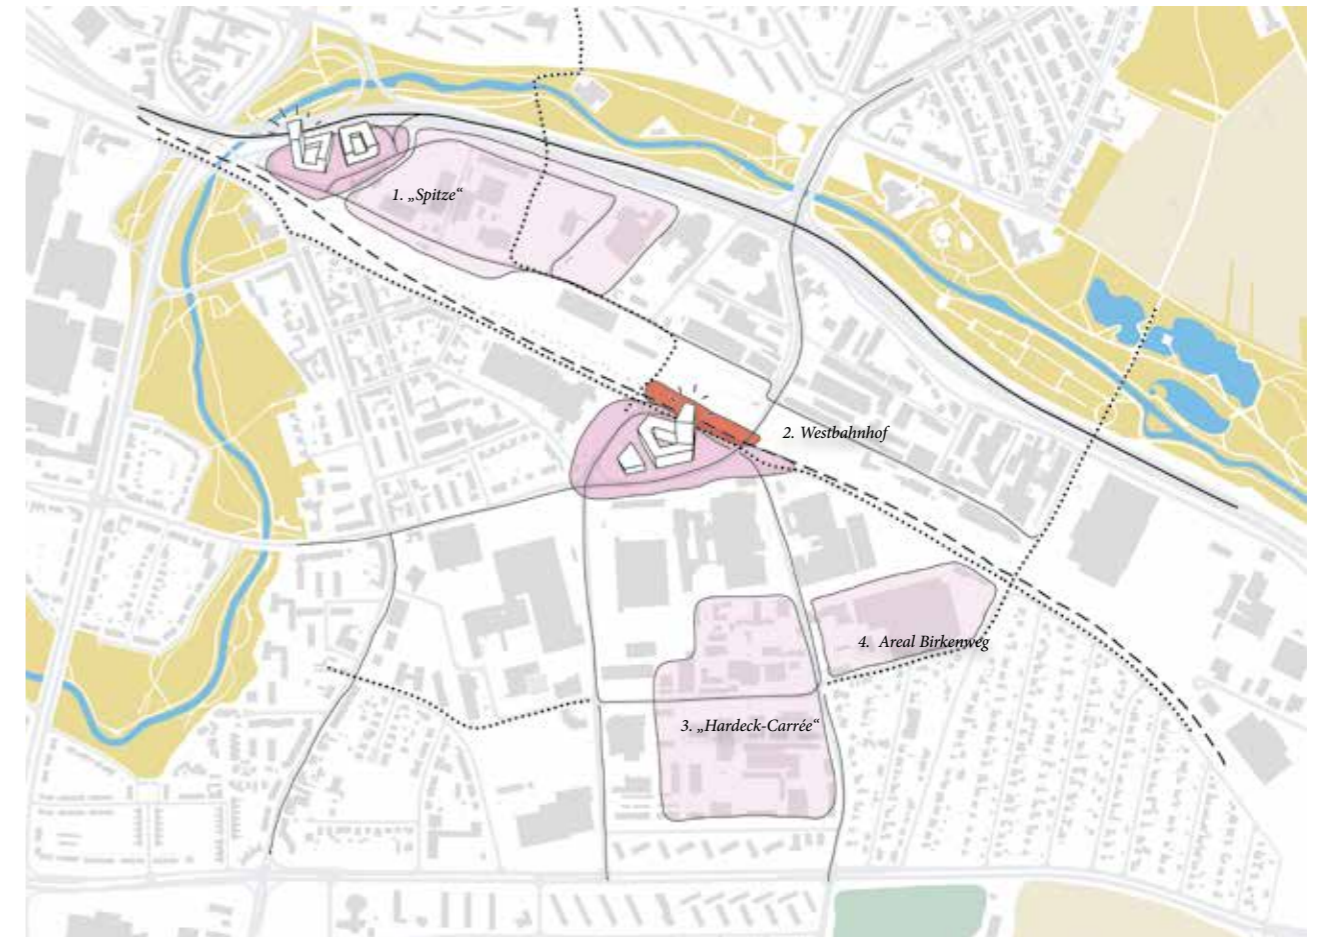 1. „Spitze“
2. Westbahnhof
4. Areal Birkenweg
3. „Hardeck-Carrée“